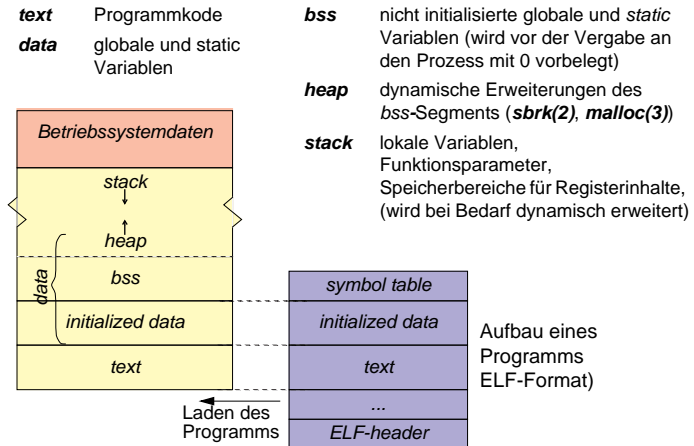 text Programmkode
data globale und static
Variablen
bss nicht initialisierte globale und static
Variablen (wird vor der Vergabe an
den Prozess mit 0 vorbelegt)
heap dynamische Erweiterungen des
bss-Segments (sbrk(2), malloc(3))
stack lokale Variablen,
Funktionsparameter,
Speicherbereiche für Registerinhalte,
(wird bei Bedarf dynamisch erweitert)
Betriebssystemdaten
stack
heap
data
bss
initialized data
text
symbol table
initialized data
text
...
ELF-header
Aufbau eines
Programms
ELF-Format)
Laden des
Programms